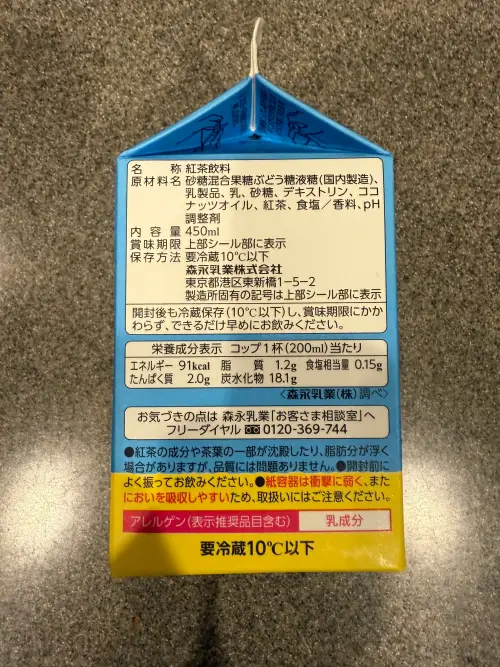 名称 紅茶飲料
原材料名 砂糖混合果糖ぶどう糖液糖(国内製造)、
乳製品、乳、砂糖、デキストリン、ココ
ナッツオイル、紅茶、食塩／香料、pH
調整剤
内容量 450ml
賞味期限 上部シール部に表示
保存方法 要冷蔵10℃以下
森永乳業株式会社
東京都港区東新橋1-5-2
製造所固有の記号は上部シール部に表示
開封後も冷蔵保存(10℃以下)し、賞味期限にかか
わらず、できるだけ早めにお飲みください。
栄養成分表示 コップ1杯(200ml)当たり
エネルギー 91kcal 脂質 1.2g 食塩相当量 0.15g
たんぱく質 2.0g 炭水化物 18.1g
〈森永乳業(株)調べ〉
お気づきの点は 森永乳業「お客さま相談室」へ
フリーダイヤル 0120-369-744
●紅茶の成分や茶葉の一部が沈殿したり、脂肪分が浮く
場合がありますが、品質には問題ありません。●開封前に
よく振ってお飲みください。●紙容器は衝撃に弱く、また
においを吸収しやすいため、取扱いにはご注意ください。
アレルゲン(表示推奨品目含む) 乳成分
要冷蔵10℃以下